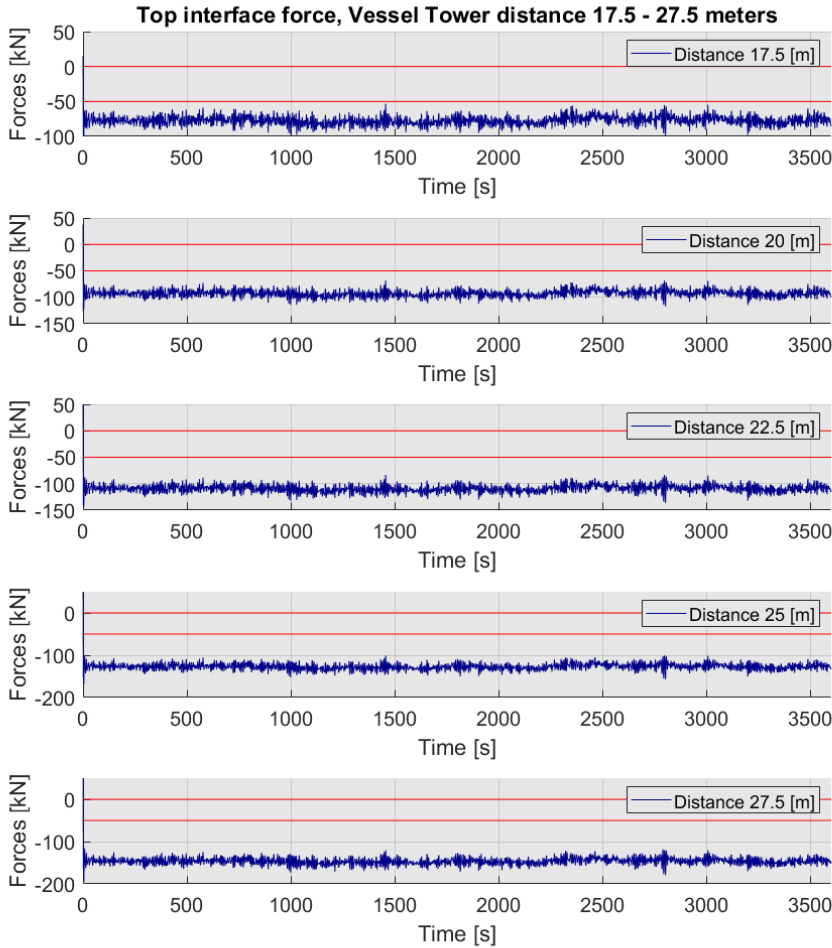 Top interface force, Vessel Tower distance 17.5 - 27.5 meters
50
0
-50
-100
Forces [kN]
Distance 17.5 [m]
0 500 1000 1500 2000 2500 3000 3500
Time [s]
50
0
-50
-100
-150
Forces [kN]
Distance 20 [m]
0 500 1000 1500 2000 2500 3000 3500
Time [s]
50
0
-50
-100
-150
Forces [kN]
Distance 22.5 [m]
0 500 1000 1500 2000 2500 3000 3500
Time [s]
0
-100
-200
Forces [kN]
Distance 25 [m]
0 500 1000 1500 2000 2500 3000 3500
Time [s]
0
-100
-200
Forces [kN]
Distance 27.5 [m]
0 500 1000 1500 2000 2500 3000 3500
Time [s]